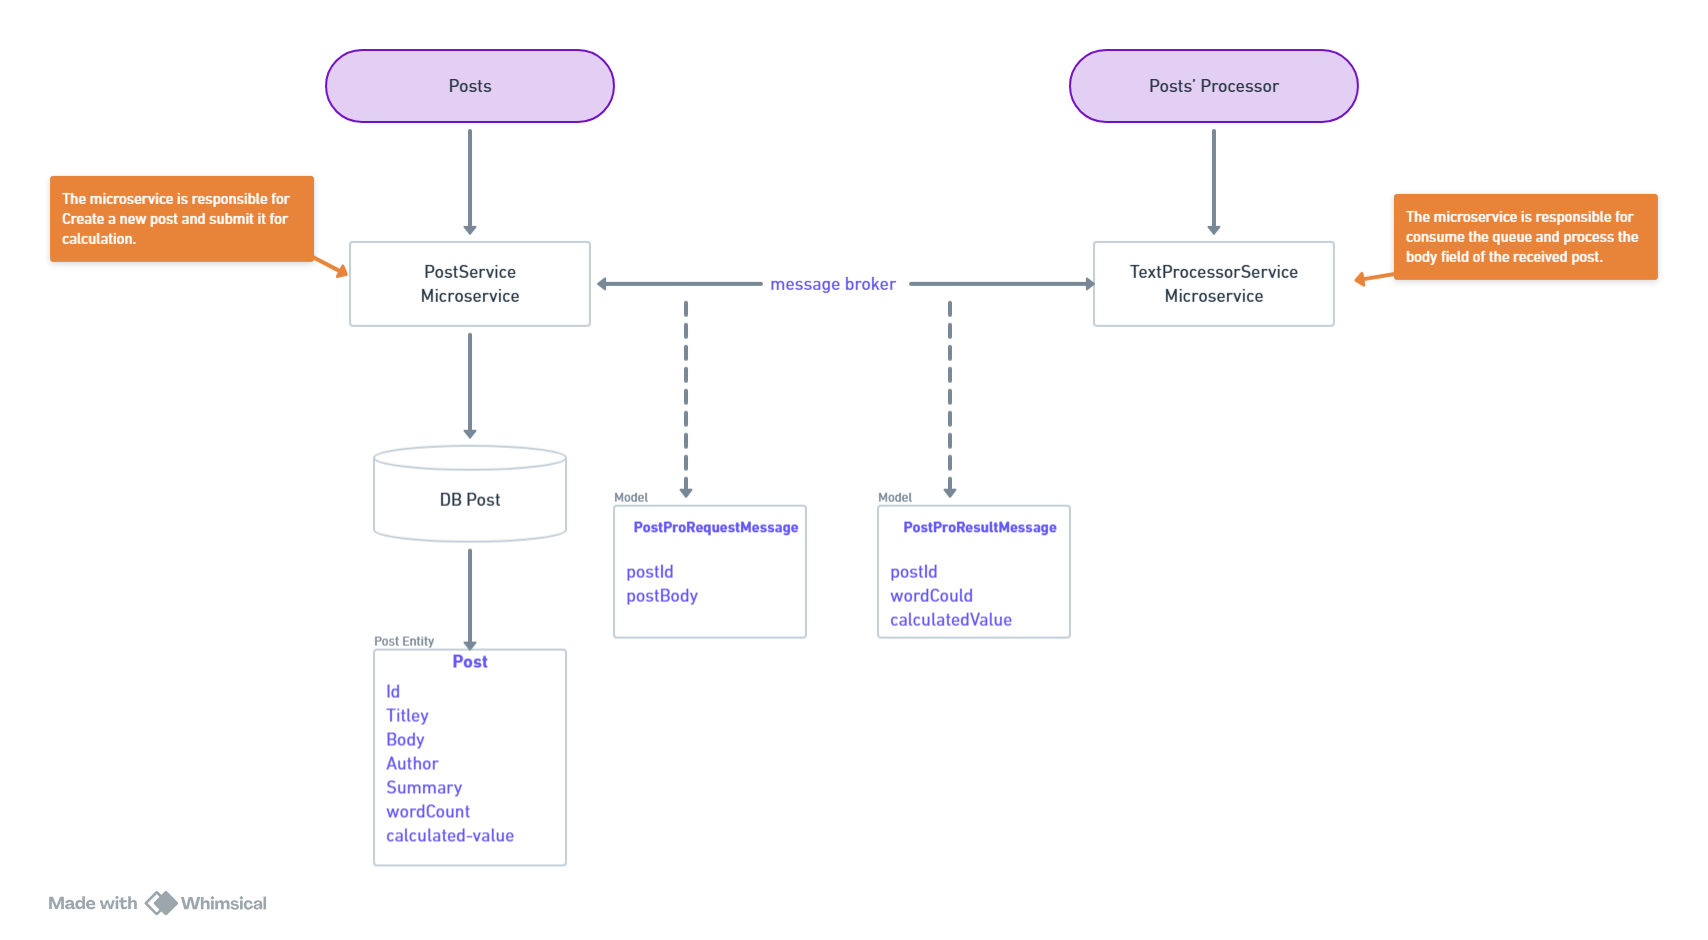 Posts
Posts' Processor
The microservice is responsible for
Create a new post and submit it for
calculation.
The microservice is responsible for
consume the queue and process the
body field of the received post.
PostService
Microservice
message broker
TextProcessorService
Microservice
DB Post
Model
PostProRequestMessage
postId
postBody
Model
PostProResultMessage
postId
wordCould
calculatedValue
Post Entity
Post
Id
Titley
Body
Author
Summary
wordCount
calculated-value
Made with Whimsical